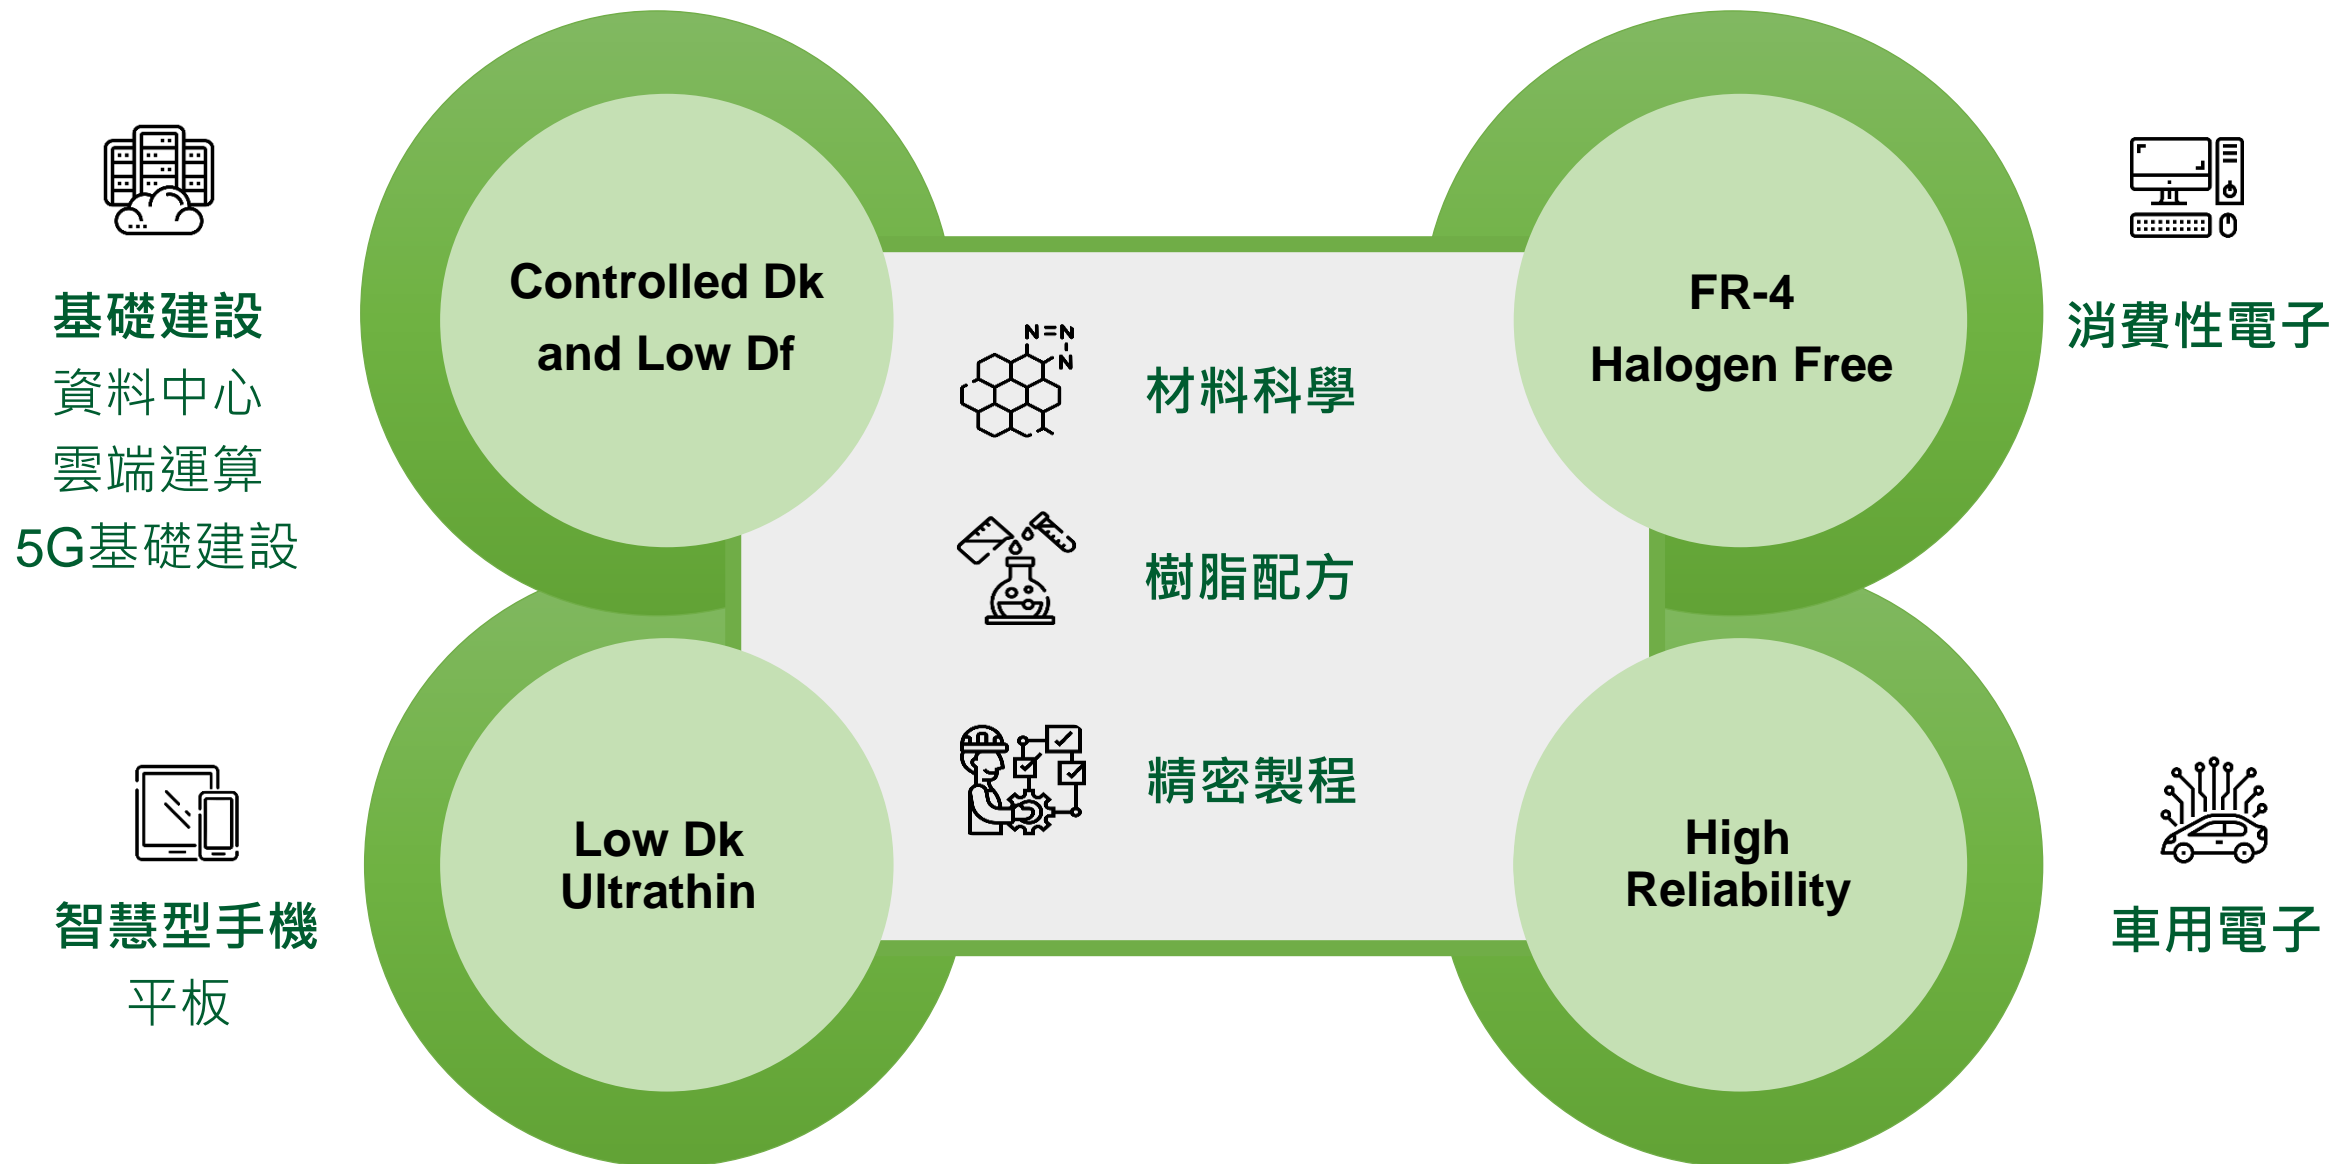 基礎建設
資料中心
雲端運算
5G基礎建設
Controlled Dk
and Low Df
N=N
N
材料科學
樹脂配方
精密製程
FR-4
Halogen Free
消費性電子
智慧型手機
平板
Low Dk
Ultrathin
High
Reliability
車用電子